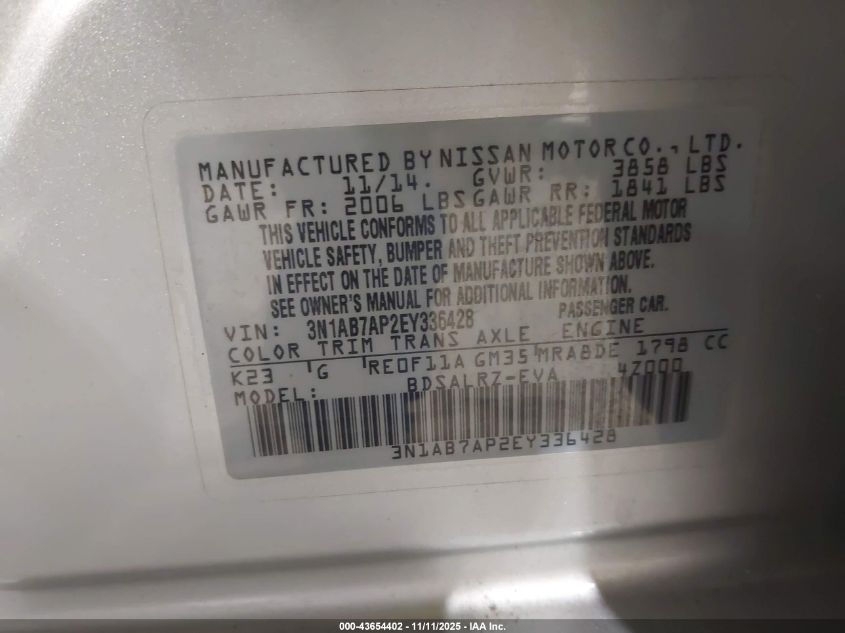 MANUFACTURED BY NISSAN MOTOR CO., LTD.
DATE: 11/14. GVWR: 3858 LBS
GAWR FR: 2006 LBS GAWR RR: 1841 LBS
THIS VEHICLE CONFORMS TO ALL APPLICABLE FEDERAL MOTOR
VEHICLE SAFETY, BUMPER AND THEFT PREVENTION STANDARDS
IN EFFECT ON THE DATE OF MANUFACTURE SHOWN ABOVE.
SEE OWNER'S MANUAL FOR ADDITIONAL INFORMATION.
VIN: 3N1AB7AP2EY336428 PASSENGER CAR.
COLOR TRIM TRANS AXLE ENGINE
K23 G RE0F11A GM35 MRA8DE 1798 CC
MODEL: BDSALRZ-EVA 4Z000
3N1AB7AP2EY336428
000-43654402 - 11/11/2025 - IAA Inc.